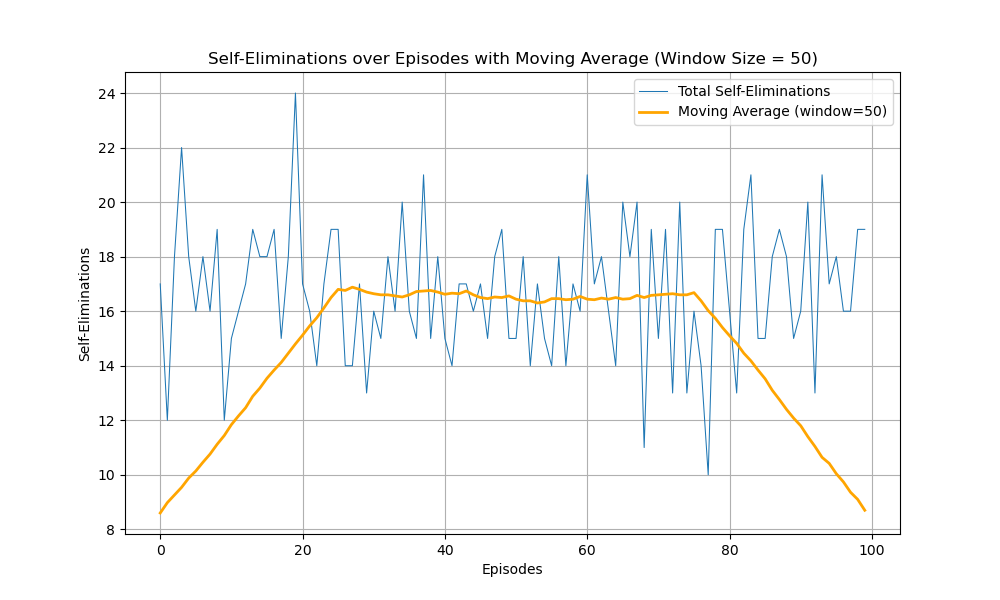 Self-Eliminations over Episodes with Moving Average (Window Size = 50)
Total Self-Eliminations
Moving Average (window=50)
Self-Eliminations
24
22
20
18
16
14
12
10
8
0 20 40 60 80 100
Episodes